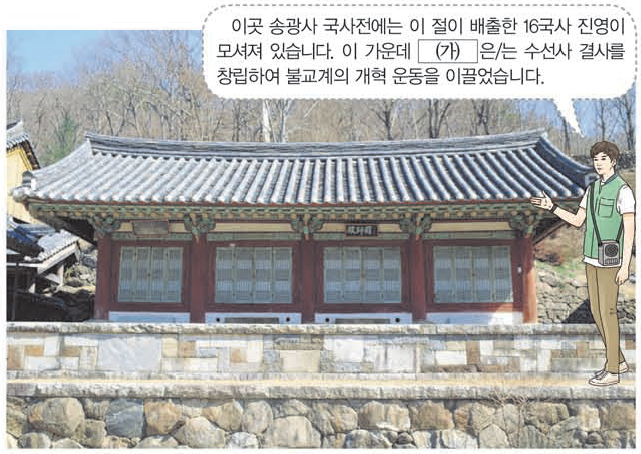 이곳 송광사 국사전에는 이 절이 배출한 16국사 진영이
모셔져 있습니다. 이 가운데 (가) 은/는 수선사 결사를
창립하여 불교계의 개혁 운동을 이끌었습니다.
國師殿